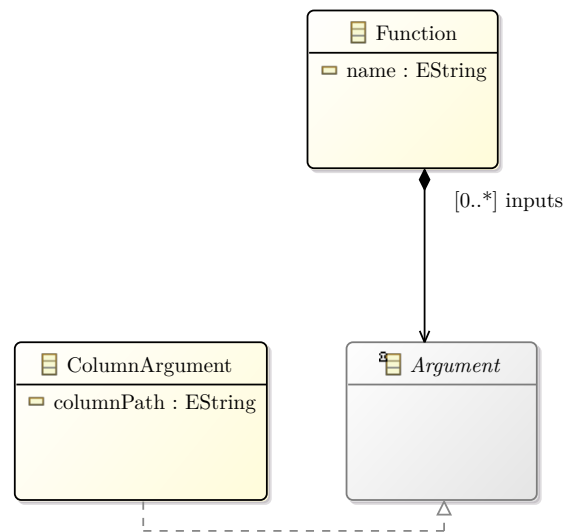 Function
name : EString
[0..*] inputs
ColumnArgument
columnPath : EString
Argument